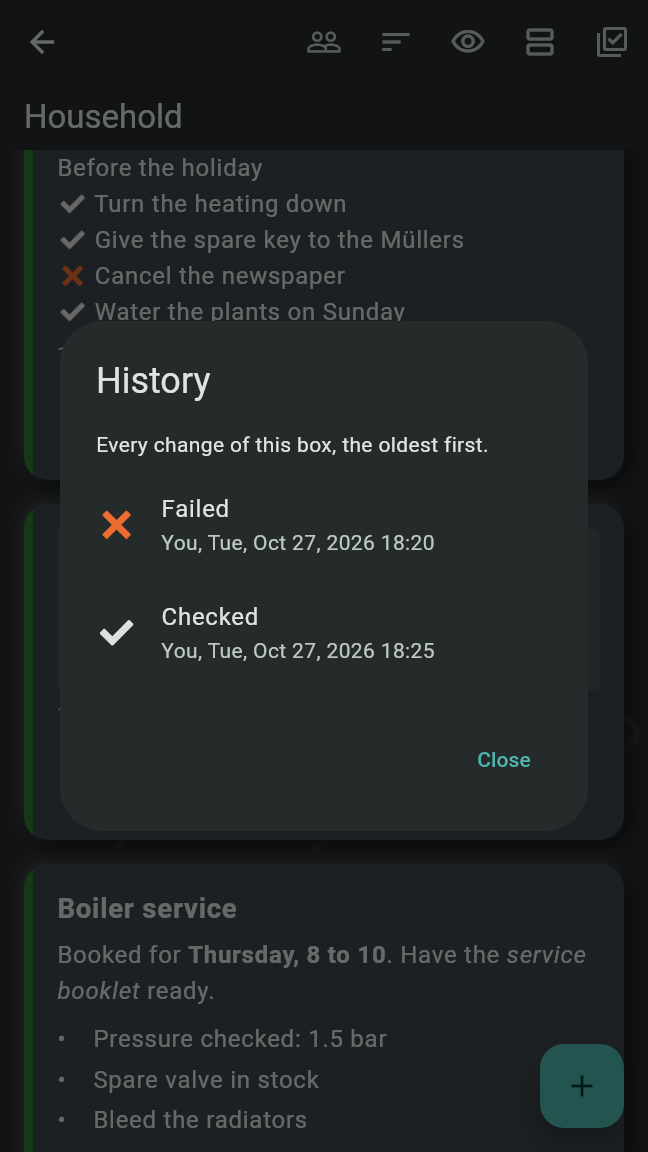 Household
Before the holiday
Turn the heating down
Give the spare key to the Müllers
Cancel the newspaper
Water the plants on Sunday
History
Every change of this box, the oldest first.
Failed
You, Tue, Oct 27, 2026 18:20
Checked
You, Tue, Oct 27, 2026 18:25
Close
Boiler service
Booked for Thursday, 8 to 10. Have the service
booklet ready.
• Pressure checked: 1.5 bar
• Spare valve in stock
• Bleed the radiators